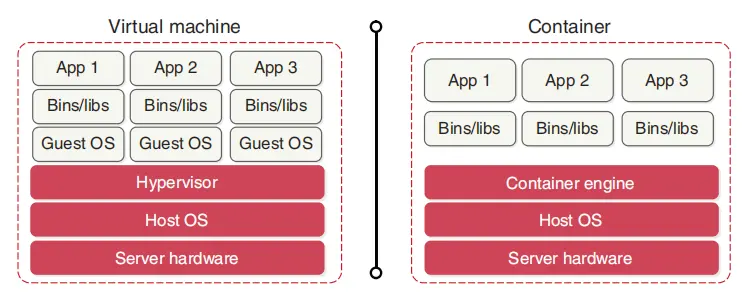 Virtual machine
App 1 App 2 App 3
Bins/libs Bins/libs Bins/libs
Guest OS Guest OS Guest OS
Hypervisor
Host OS
Server hardware
Container
App 1 App 2 App 3
Bins/libs Bins/libs Bins/libs
Container engine
Host OS
Server hardware